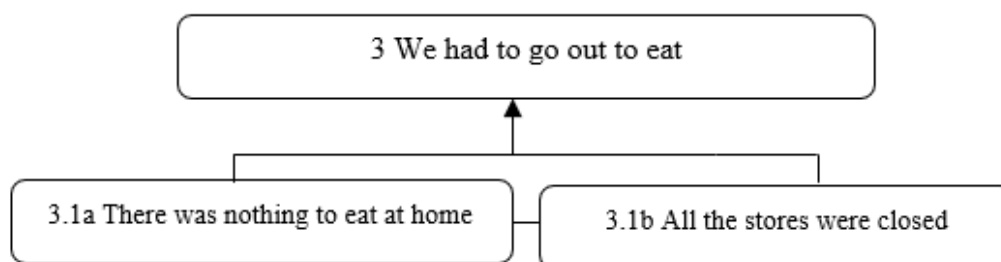 3 We had to go out to eat
3.1a There was nothing to eat at home
3.1b All the stores were closed